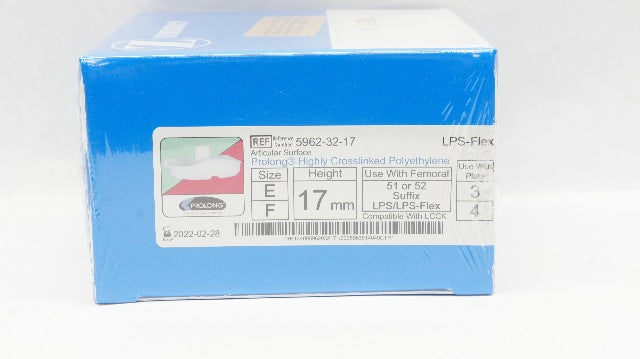 REF Reference Number 5962-32-17 LPS-Flex
Articular Surface
Prolong® Highly Crosslinked Polyethylene
Size Height Use With Femoral Use With Plate
E 17 mm 51 or 52 3
F Suffix 4
LPS/LPS-Flex
Compatible With LCCK
PROLONG
2022-02-28